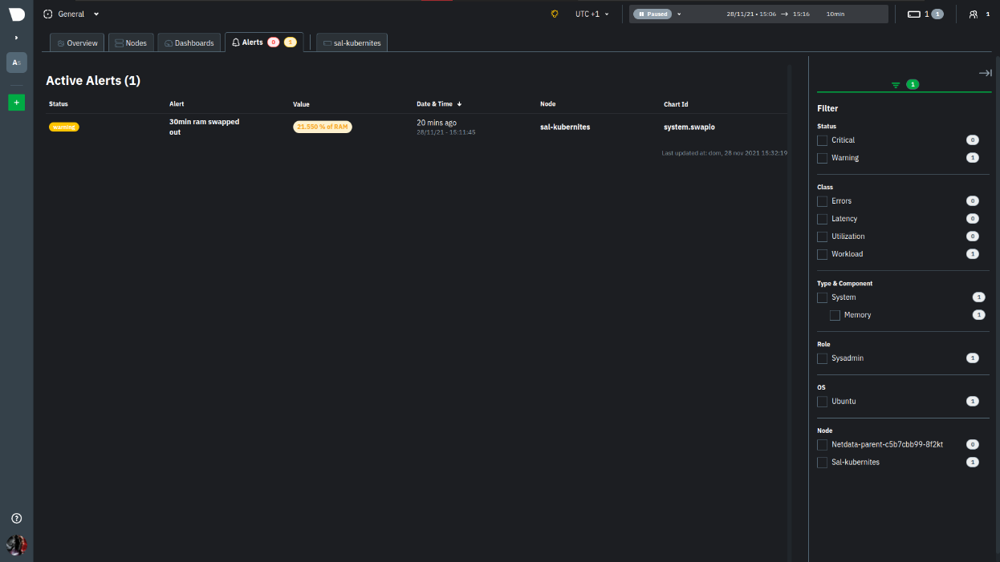 General
UTC +1
Paused
28/11/21 • 15:06 → 15:16 10min
1 1
1
As
Overview
Nodes
Dashboards
Alerts 0 1
sal-kubernites
1
Active Alerts (1)
Status Alert Value Date & Time ↓ Node Chart Id
warning
30min ram swapped
out
21.550 % of RAM
20 mins ago
28/11/21 - 15:11:45
sal-kubernites
system.swapio
Last updated at: dom, 28 nov 2021 15:32:19
Filter
Status
Critical 0
Warning 1
Class
Errors 0
Latency 0
Utilization 0
Workload 1
Type & Component
System 1
Memory 1
Role
Sysadmin 1
OS
Ubuntu 1
Node
Netdata-parent-c5b7cbb99-8f2kt 0
Sal-kubernites 1
+
?